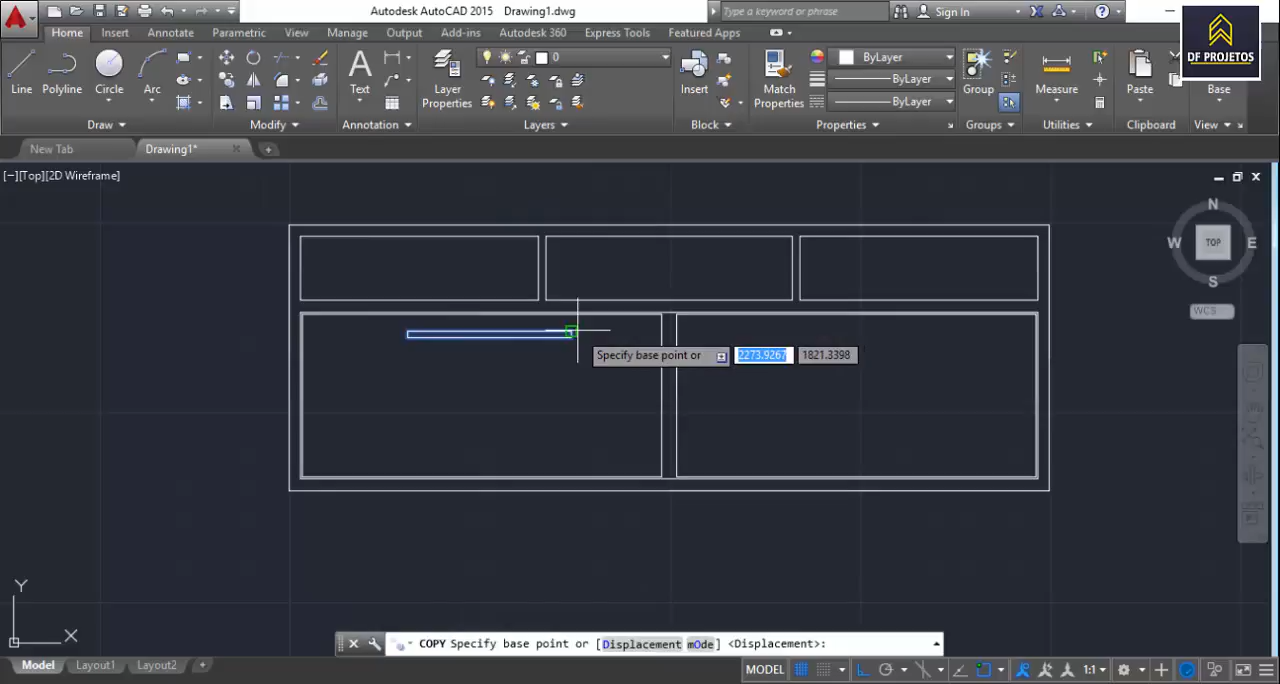 Autodesk AutoCAD 2015 Drawing1.dwg
Type a keyword or phrase
Sign In
DF PROJETOS
Home Insert Annotate Parametric View Manage Output Add-ins Autodesk 360 Express Tools Featured Apps
Line Polyline Circle Arc
Text
Layer Properties
0
Insert
Match Properties
ByLayer
ByLayer
ByLayer
Group
Measure
Paste
Base
Draw Modify Annotation Layers Block Properties Groups Utilities Clipboard View
New Tab Drawing1*
[−][Top][2D Wireframe]
N
W TOP E
S
WCS
Specify base point or 2273.9267 1821.3398
Y
X
COPY Specify base point or [Displacement mOde] <Displacement>:
Model Layout1 Layout2
MODEL 1:1